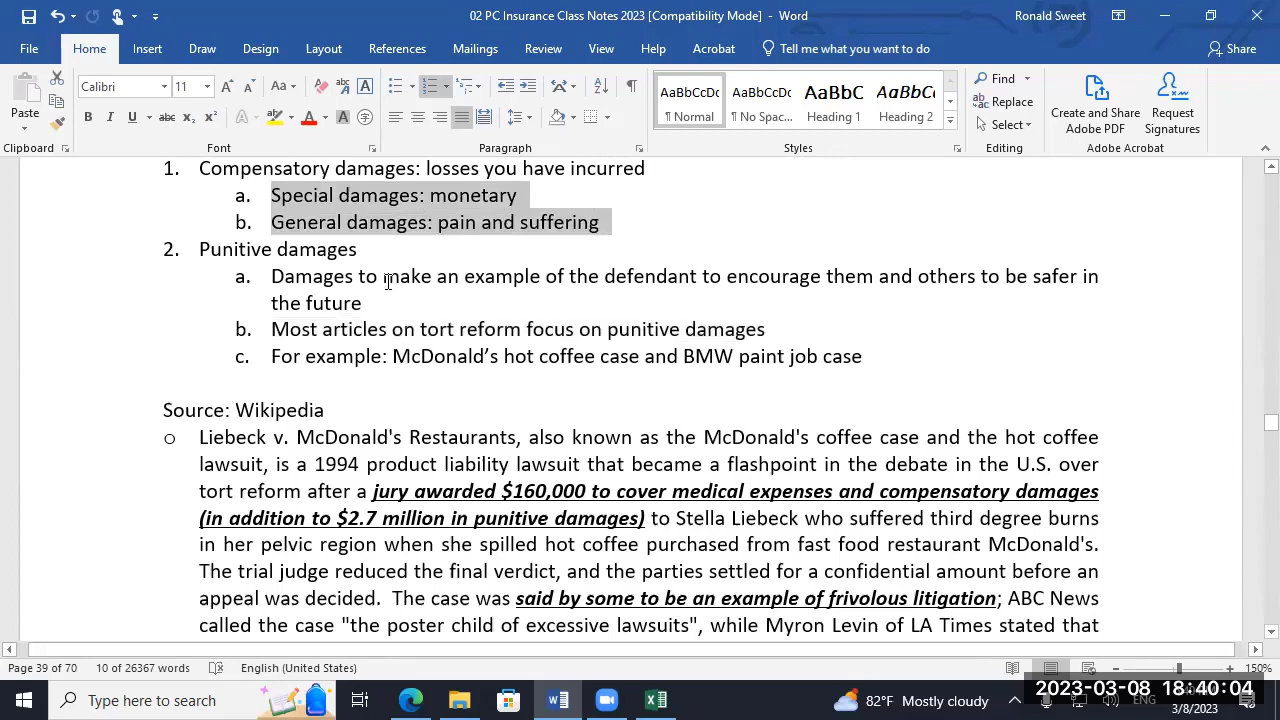 02 PC Insurance Class Notes 2023 [Compatibility Mode] - Word
Ronald Sweet
File Home Insert Draw Design Layout References Mailings Review View Help Acrobat Tell me what you want to do Share
Calibri 11 Aa
Paste
B I U abc x₂ x² A
AaBbCcDc AaBbCcDc AaBbC AaBbCc
¶ Normal ¶ No Spac... Heading 1 Heading 2
Find
Replace
Select
Create and Share Adobe PDF
Request Signatures
Clipboard Font Paragraph Styles Editing Adobe Acrobat
1. Compensatory damages: losses you have incurred
a. Special damages: monetary
b. General damages: pain and suffering
2. Punitive damages
a. Damages to make an example of the defendant to encourage them and others to be safer in
the future
b. Most articles on tort reform focus on punitive damages
c. For example: McDonald’s hot coffee case and BMW paint job case
Source: Wikipedia
o Liebeck v. McDonald's Restaurants, also known as the McDonald's coffee case and the hot coffee
lawsuit, is a 1994 product liability lawsuit that became a flashpoint in the debate in the U.S. over
tort reform after a jury awarded $160,000 to cover medical expenses and compensatory damages
(in addition to $2.7 million in punitive damages) to Stella Liebeck who suffered third degree burns
in her pelvic region when she spilled hot coffee purchased from fast food restaurant McDonald's.
The trial judge reduced the final verdict, and the parties settled for a confidential amount before an
appeal was decided. The case was said by some to be an example of frivolous litigation; ABC News
called the case "the poster child of excessive lawsuits", while Myron Levin of LA Times stated that
Page 39 of 70 10 of 26367 words English (United States) 150%
Type here to search
82°F Mostly cloudy
ENG
2023-03-08 18:40:04
3/8/2023